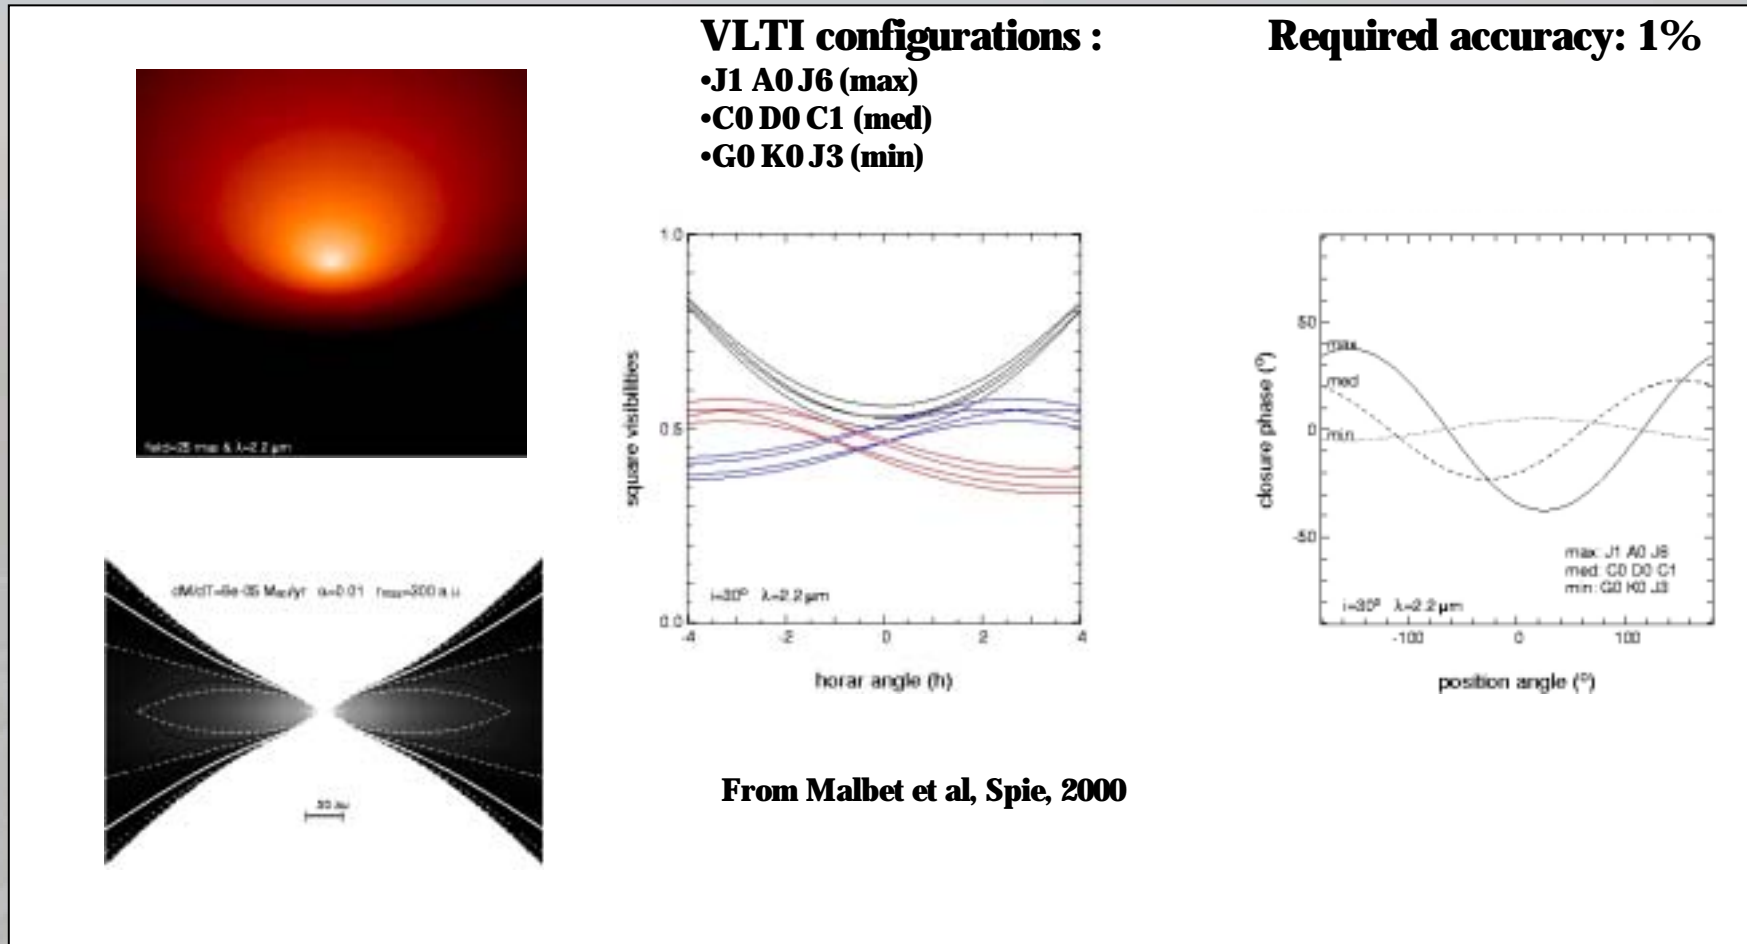 VLTI configurations :
•J1 A0 J6 (max)
•C0 D0 C1 (med)
•G0 K0 J3 (min)
Required accuracy: 1%
field=25 mas & λ=2.2 µm
1.0
0.5
0.0
square visibilities
i=30° λ=2.2 µm
-4 -2 0 2 4
horar angle (h)
50
0
-50
closure phase (°)
max
med
min
max: J1 A0 J6
med: C0 D0 C1
min: G0 K0 J3
i=30° λ=2.2 µm
-100 0 100
position angle (°)
α=0.01
a.u.
From Malbet et al, Spie, 2000